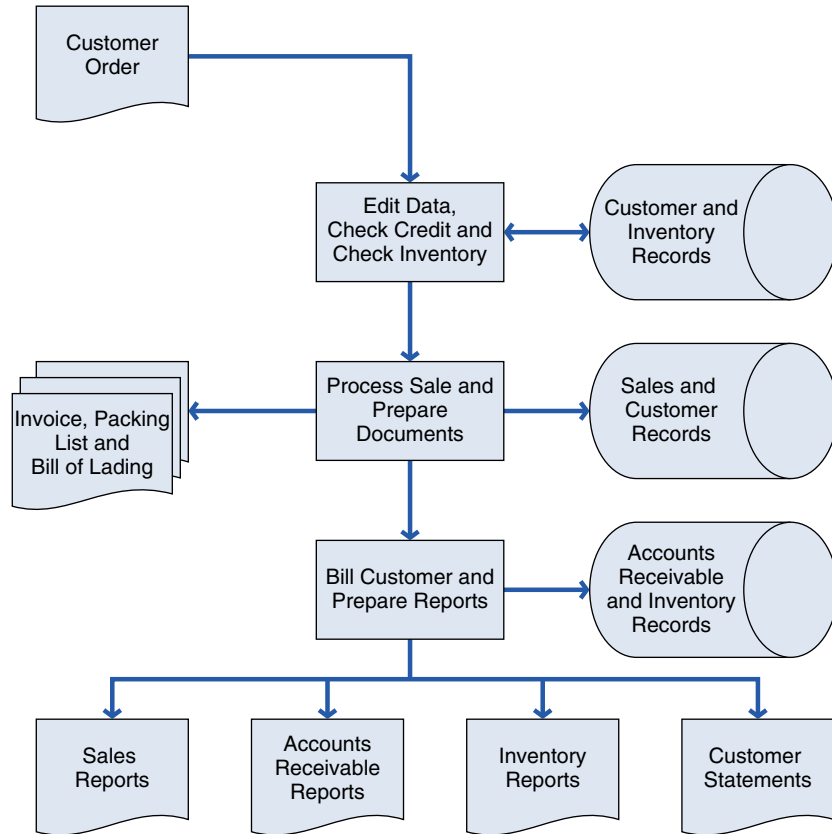 Customer
Order
Edit Data,
Check Credit and
Check Inventory
Customer and
Inventory
Records
Invoice, Packing
List and
Bill of Lading
Process Sale and
Prepare
Documents
Sales and
Customer
Records
Bill Customer and
Prepare Reports
Accounts
Receivable
and Inventory
Records
Sales
Reports
Accounts
Receivable
Reports
Inventory
Reports
Customer
Statements